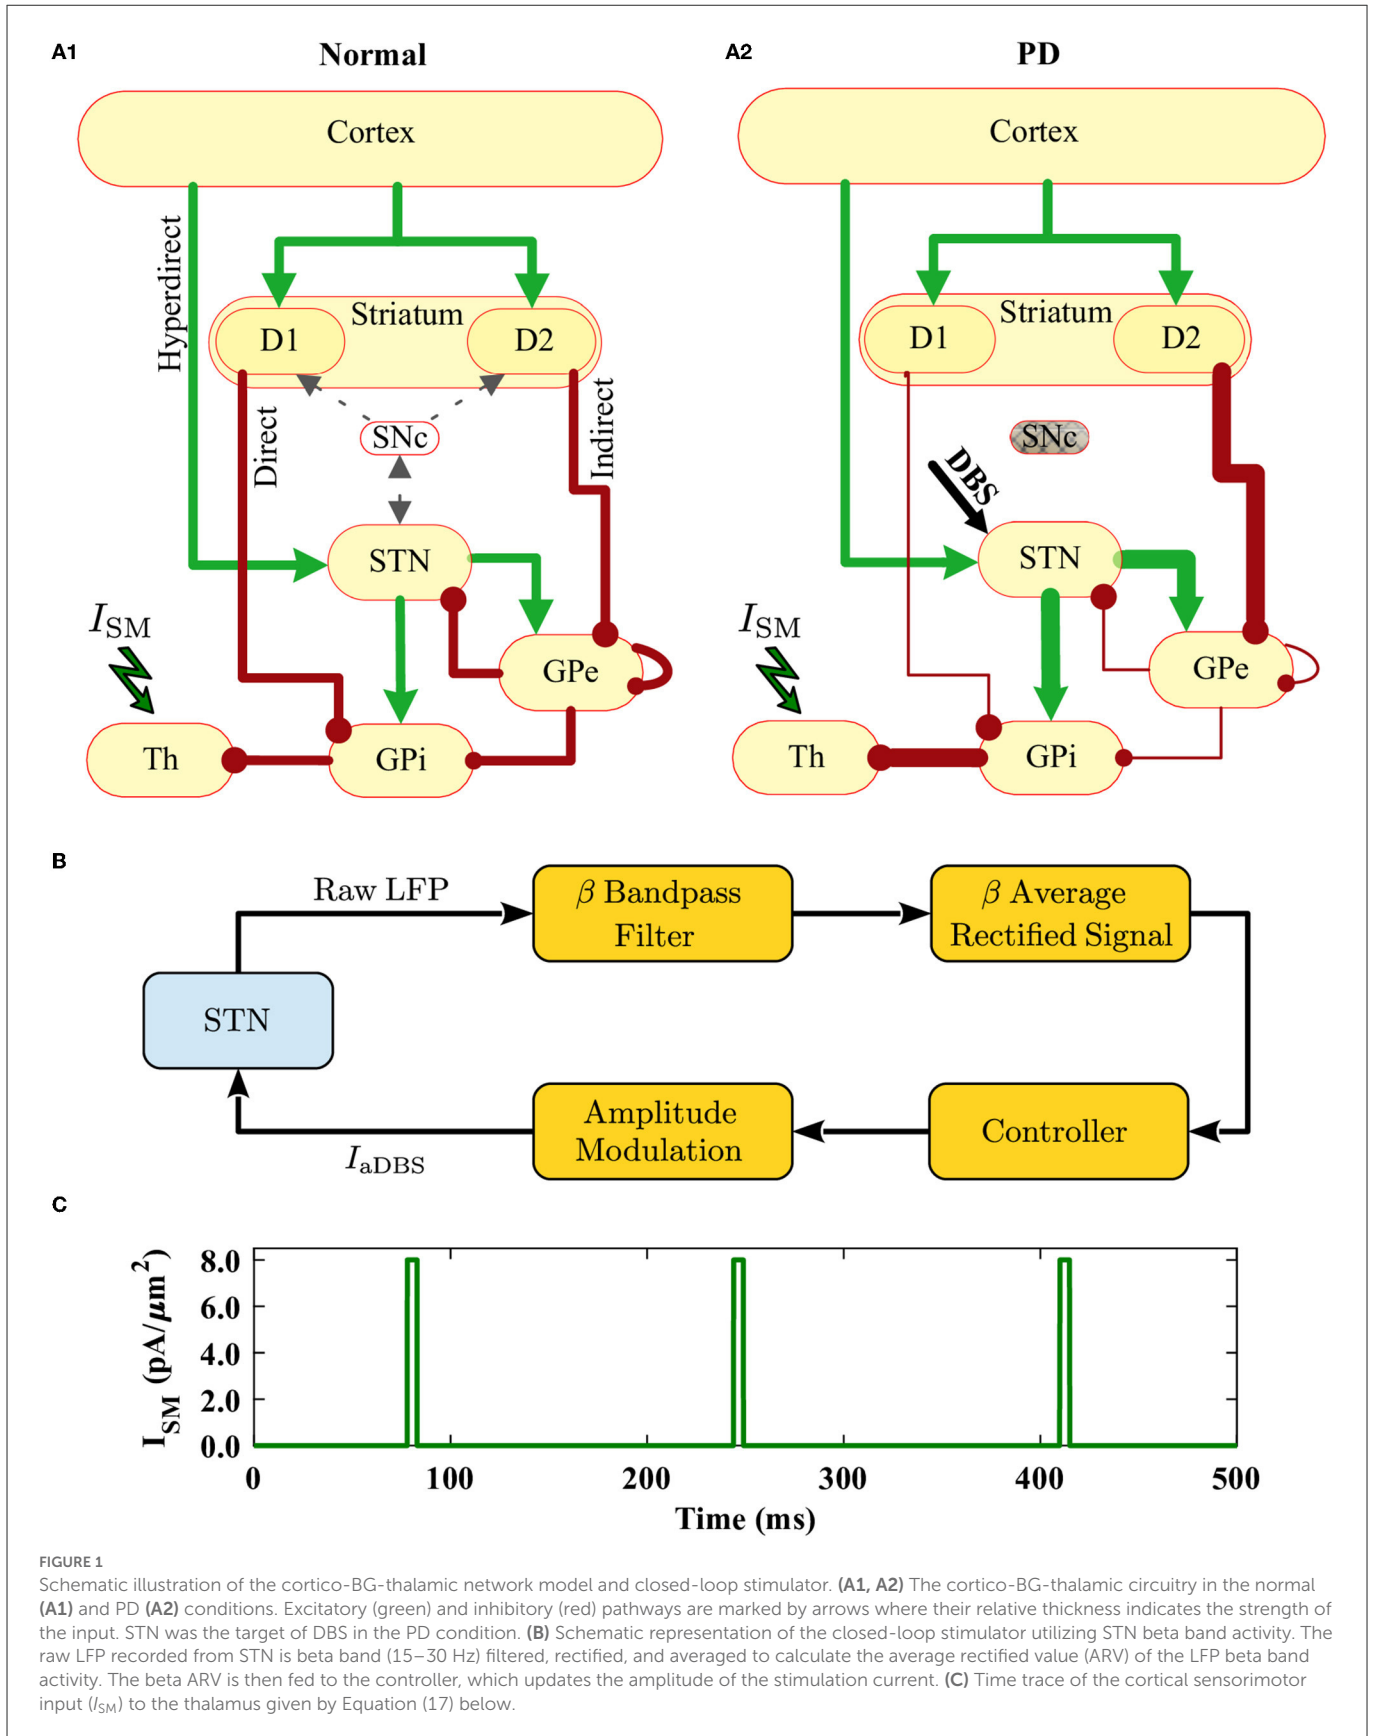 A1
Normal
A2
PD
Cortex
Cortex
Hyperdirect
Striatum
D1
D2
Striatum
D1
D2
SNc
Direct
Indirect
SNc
DBS
STN
STN
I_SM
I_SM
GPe
GPe
Th
GPi
Th
GPi
B
Raw LFP
β Bandpass
Filter
β Average
Rectified Signal
STN
Amplitude
Modulation
Controller
I_aDBS
C
I_SM (pA/μm²)
8.0
6.0
4.0
2.0
0.0
0 100 200 300 400 500
Time (ms)
FIGURE 1
Schematic illustration of the cortico-BG-thalamic network model and closed-loop stimulator. (A1, A2) The cortico-BG-thalamic circuitry in the normal
(A1) and PD (A2) conditions. Excitatory (green) and inhibitory (red) pathways are marked by arrows where their relative thickness indicates the strength of
the input. STN was the target of DBS in the PD condition. (B) Schematic representation of the closed-loop stimulator utilizing STN beta band activity. The
raw LFP recorded from STN is beta band (15–30 Hz) filtered, rectified, and averaged to calculate the average rectified value (ARV) of the LFP beta band
activity. The beta ARV is then fed to the controller, which updates the amplitude of the stimulation current. (C) Time trace of the cortical sensorimotor
input (I_SM) to the thalamus given by Equation (17) below.